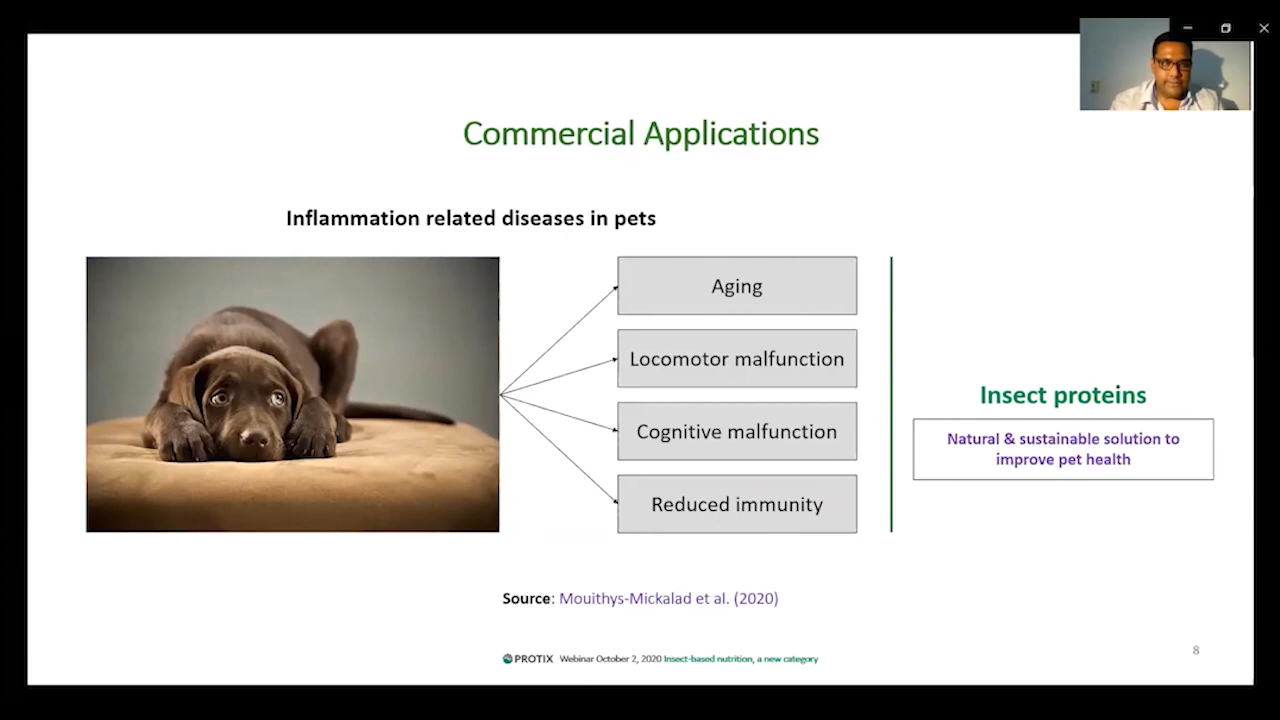 Commercial Applications
Inflammation related diseases in pets
Aging
Locomotor malfunction
Cognitive malfunction
Reduced immunity
Insect proteins
Natural & sustainable solution to
improve pet health
Source: Mouithys-Mickalad et al. (2020)
PROTIX Webinar October 2, 2020 Insect-based nutrition, a new category
8